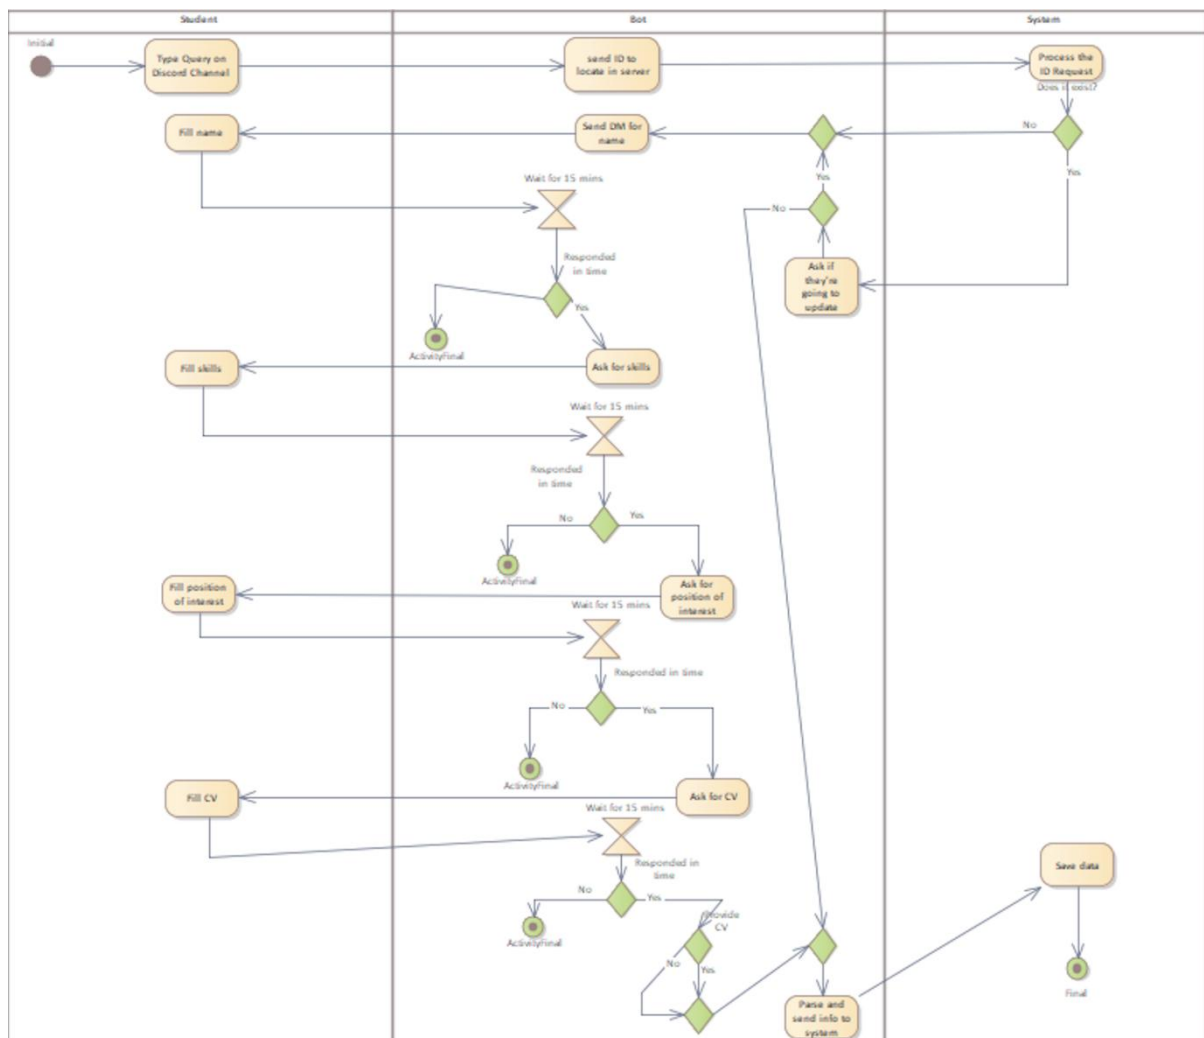 Student
Bot
System
Initial
Type Query on
Discord Channel
send ID to
locate in server
Process the
ID Request
Does it exist?
Fill name
Send DM for
name
No
Yes
Yes
No
Wait for 15 mins
Responded
in time
Ask if
they're
going to
update
Yes
ActivityFinal
Fill skills
Ask for skills
Wait for 15 mins
Responded
in time
No
Yes
ActivityFinal
Fill position
of interest
Ask for
position of
interest
Wait for 15 mins
Responded in time
No
Yes
ActivityFinal
Fill CV
Ask for CV
Wait for 15 mins
Responded in
time
No
Yes
Provide
CV
ActivityFinal
No
Yes
Save data
Final
Parse and
send info to
system